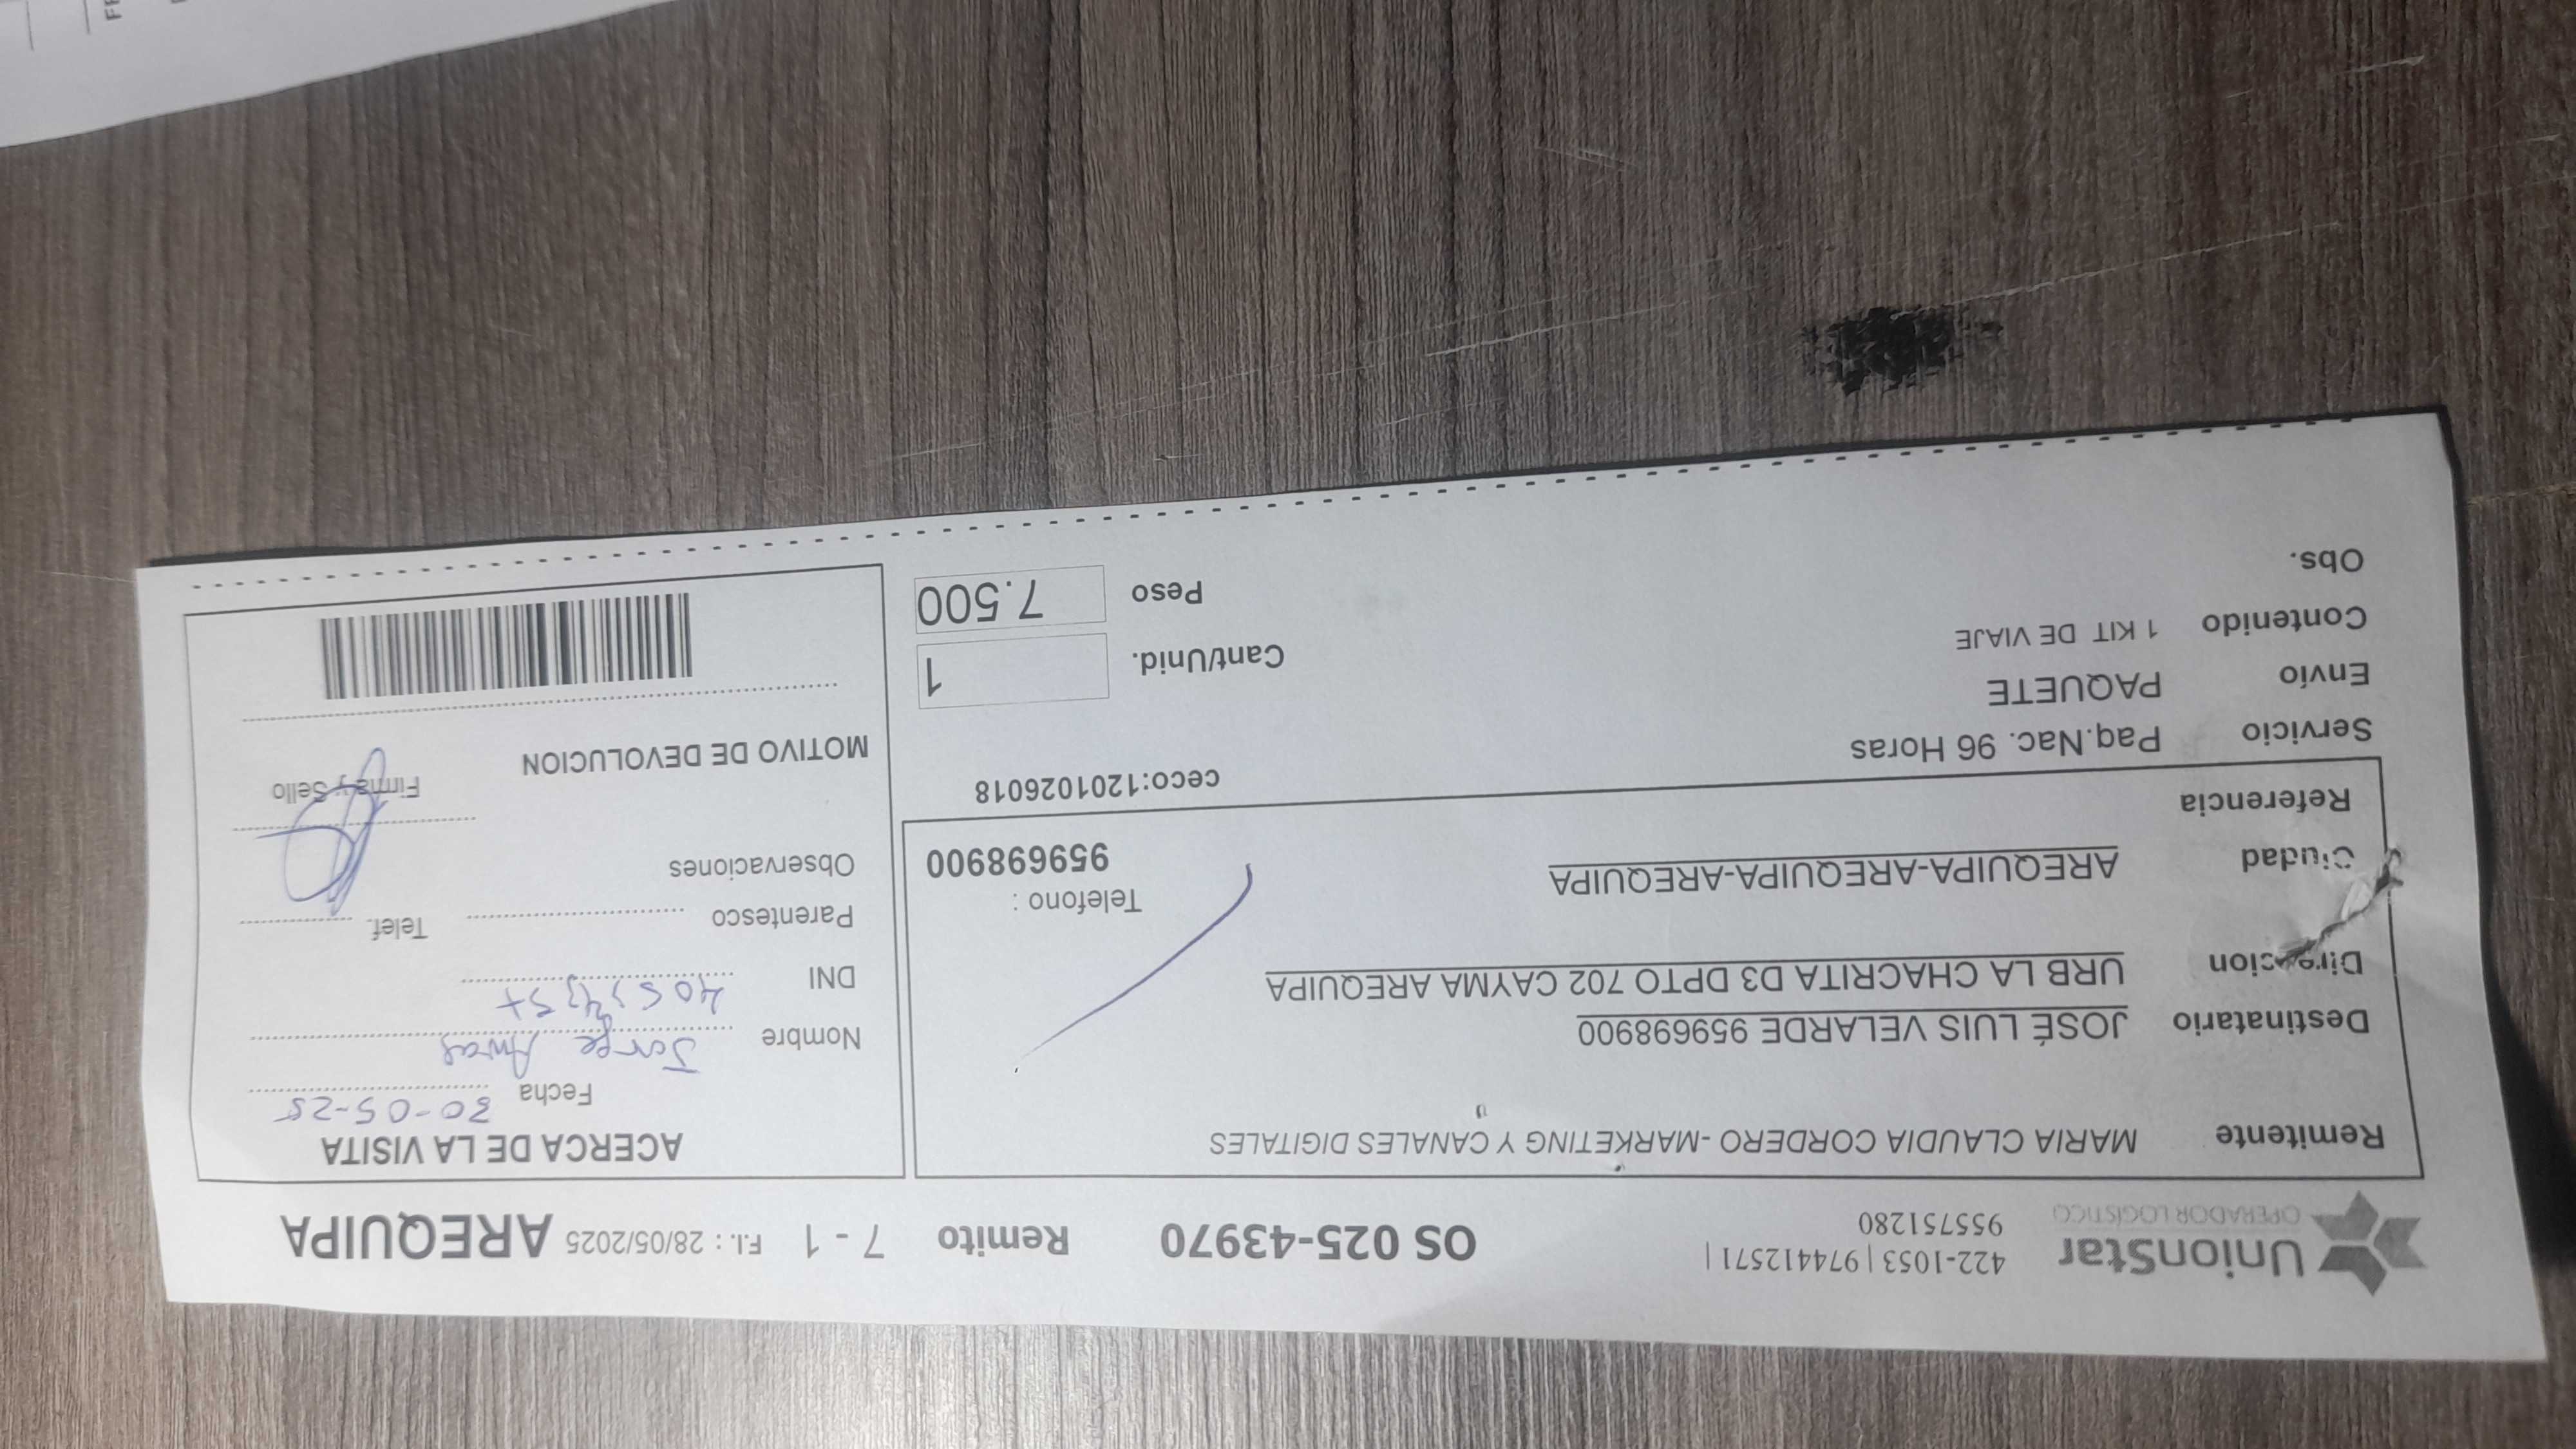 UnionStar
OPERADOR LOGÍSTICO
422-1053 | 974412571 |
955751280
OS 025-43970 Remito 7 - 1 F.I. : 28/05/2025 AREQUIPA
Remitente MARIA CLAUDIA CORDERO - MARKETING Y CANALES DIGITALES
Destinatario JOSÉ LUIS VELARDE 959698900
Direccion URB LA CHACRITA D3 DPTO 702 CAYMA AREQUIPA
Telefono :
Ciudad AREQUIPA-AREQUIPA-AREQUIPA 959698900
Referencia
ceco:1201026018
Servicio Paq.Nac. 96 Horas
Envío PAQUETE
Cant/Unid. 1
Contenido 1 KIT DE VIAJE
Peso 7.500
Obs.
ACERCA DE LA VISITA
Fecha 30-05-25
Nombre Jorge
DNI
Parentesco Telef.
Observaciones
Firma y Sello
MOTIVO DE DEVOLUCION